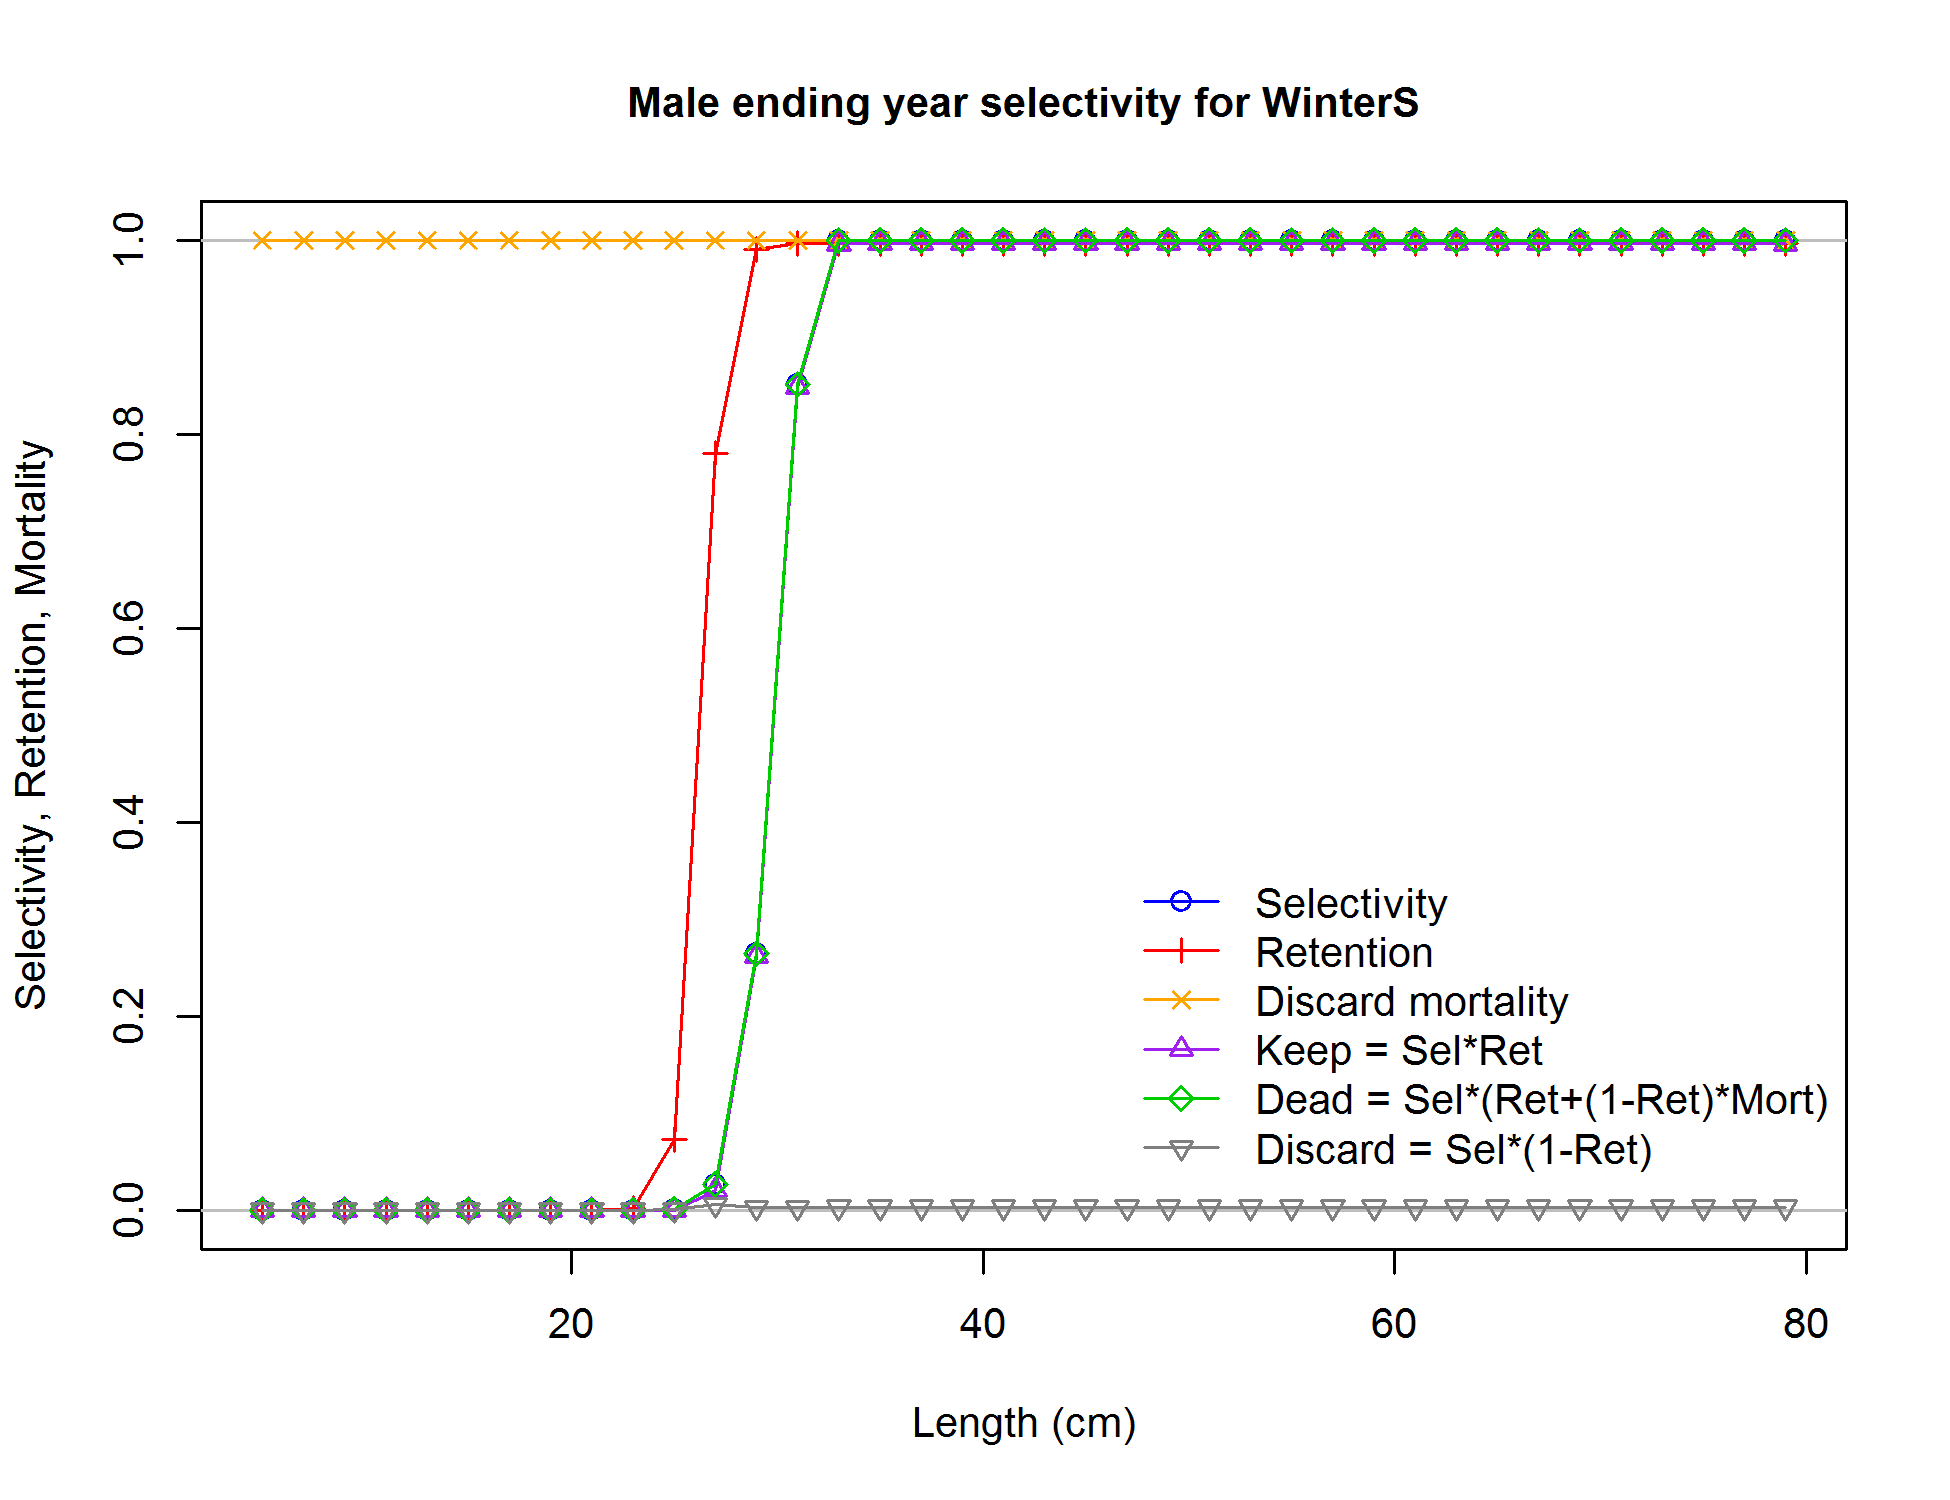 Male ending year selectivity for WinterS
Selectivity, Retention, Mortality
1.0
0.8
0.6
0.4
0.2
0.0
Selectivity
Retention
Discard mortality
Keep = Sel*Ret
Dead = Sel*(Ret+(1-Ret)*Mort)
Discard = Sel*(1-Ret)
20 40 60 80
Length (cm)